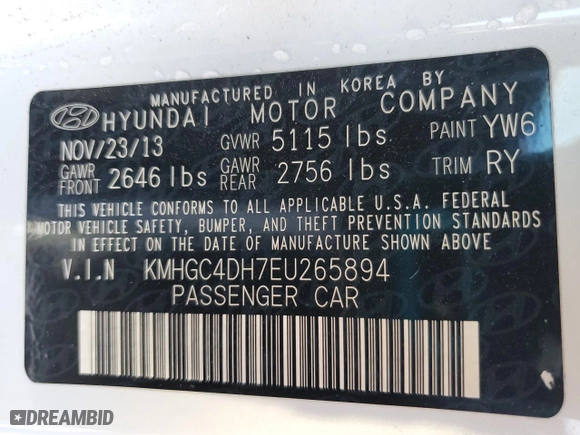 MANUFACTURED IN KOREA BY
HYUNDAI MOTOR COMPANY
NOV/23/13 GVWR 5115 lbs PAINT YW6
GAWR FRONT 2646 lbs GAWR REAR 2756 lbs TRIM RY
THIS VEHICLE CONFORMS TO ALL APPLICABLE U.S.A. FEDERAL
MOTOR VEHICLE SAFETY, BUMPER, AND THEFT PREVENTION STANDARDS
IN EFFECT ON THE DATE OF MANUFACTURE SHOWN ABOVE
V.I.N KMHGC4DH7EU265894
PASSENGER CAR
DREAMBID